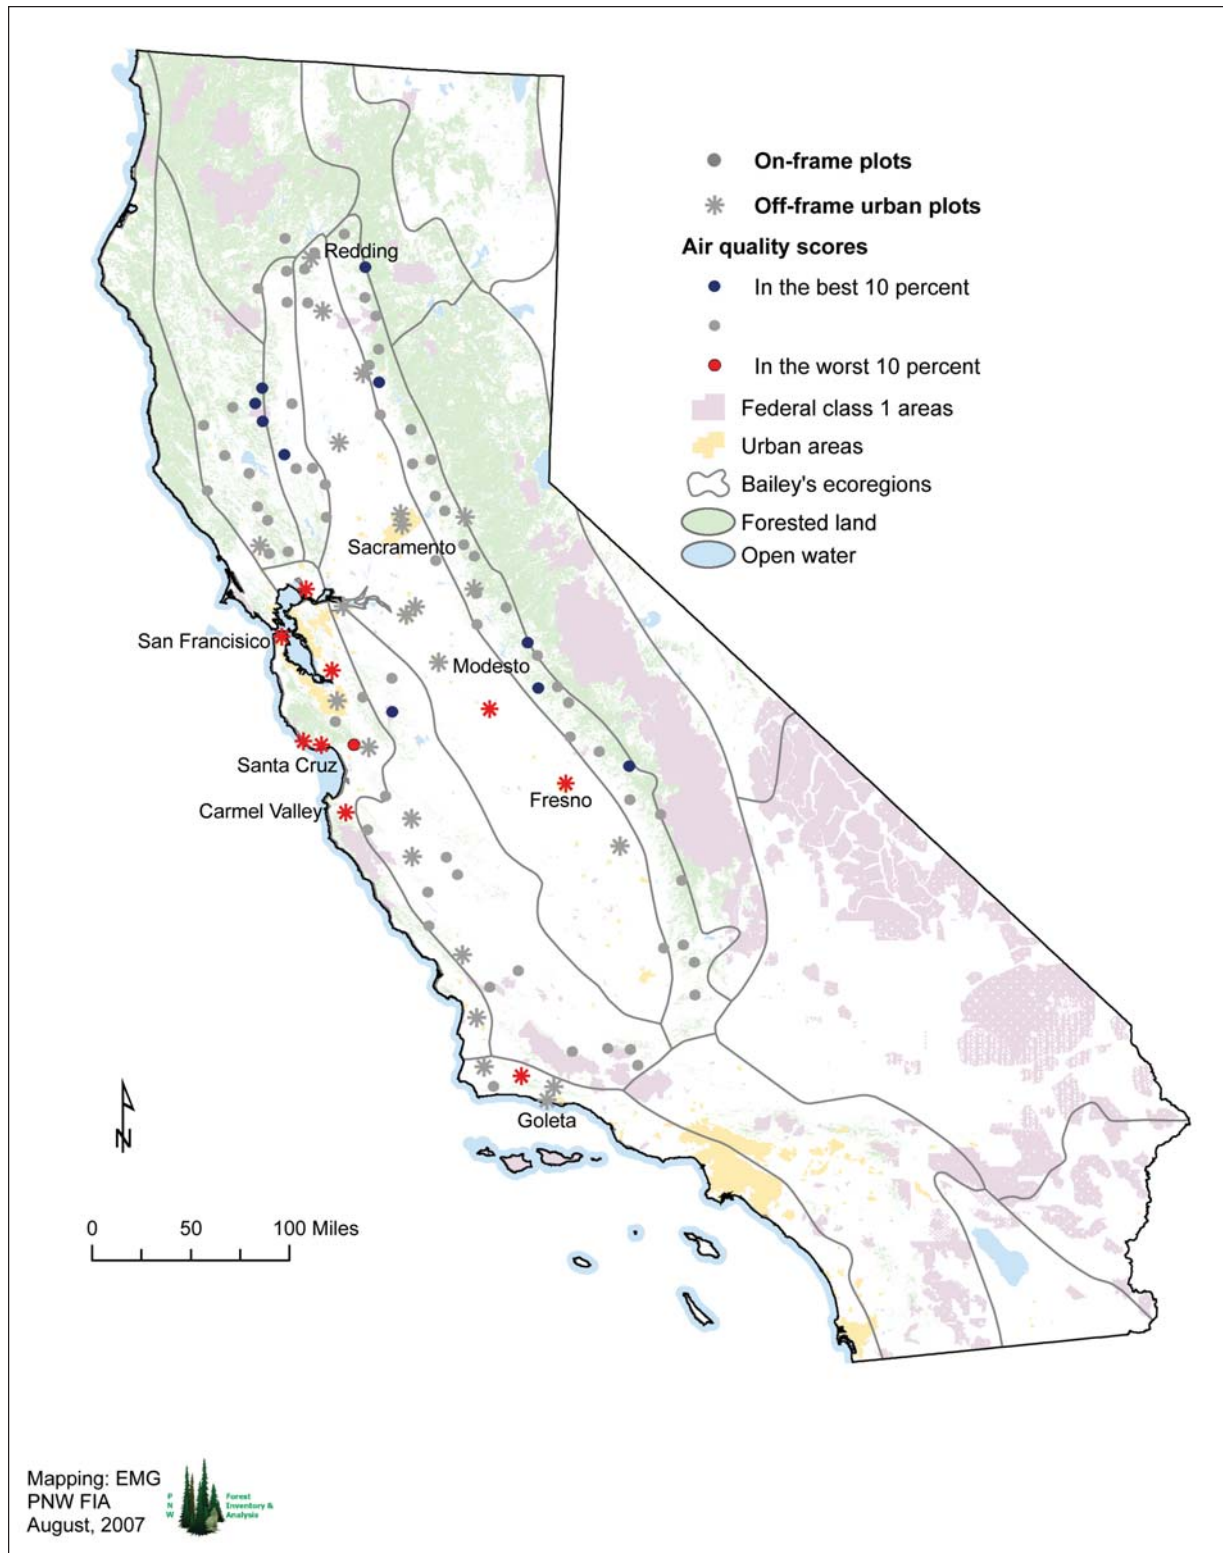 On-frame plots
Off-frame urban plots
Air quality scores
In the best 10 percent
In the worst 10 percent
Federal class 1 areas
Urban areas
Bailey's ecoregions
Forested land
Open water
Redding
Sacramento
San Francisico
Modesto
Santa Cruz
Fresno
Carmel Valley
Goleta
N
0 50 100 Miles
Mapping: EMG
PNW FIA
August, 2007
P
N
W
Forest
Inventory &
Analysis